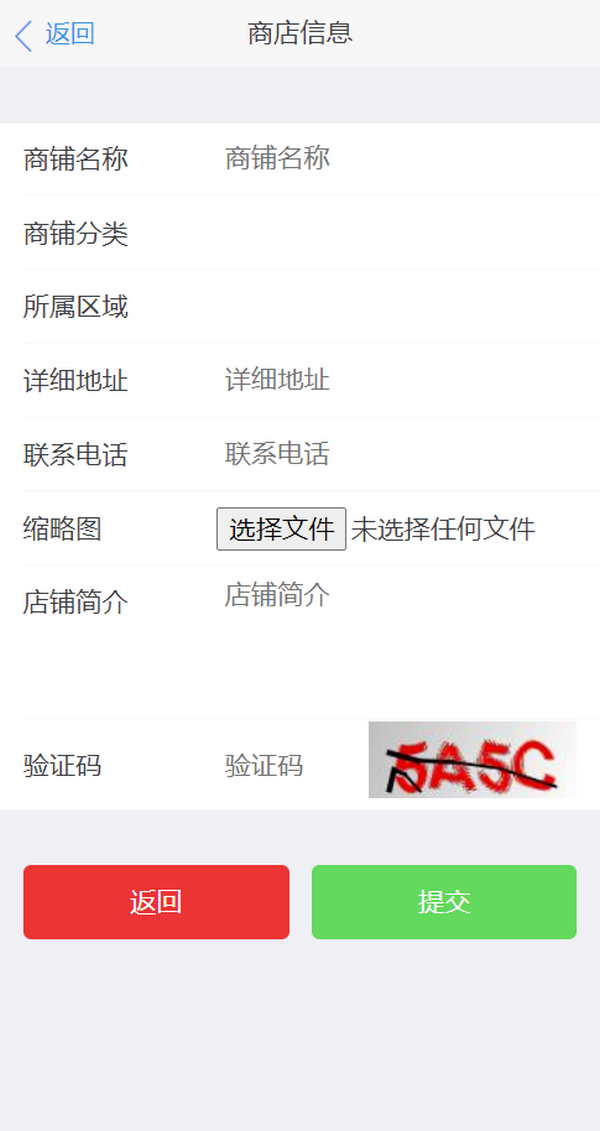 返回
商店信息
商铺名称 商铺名称
商铺分类
所属区域
详细地址 详细地址
联系电话 联系电话
缩略图 选择文件 未选择任何文件
店铺简介 店铺简介
验证码 验证码 5A5C
返回 提交